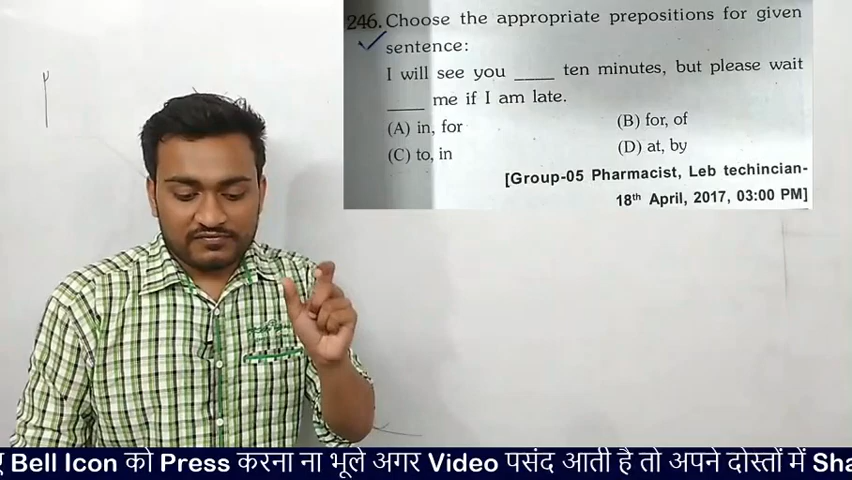 246. Choose the appropriate prepositions for given
sentence:
I will see you ____ ten minutes, but please wait
____ me if I am late.
(A) in, for
(B) for, of
(C) to, in
(D) at, by
[Group-05 Pharmacist, Leb techincian-
18th April, 2017, 03:00 PM]
Bell Icon को Press करना ना भूले अगर Video पसंद आती है तो अपने दोस्तों में Sha